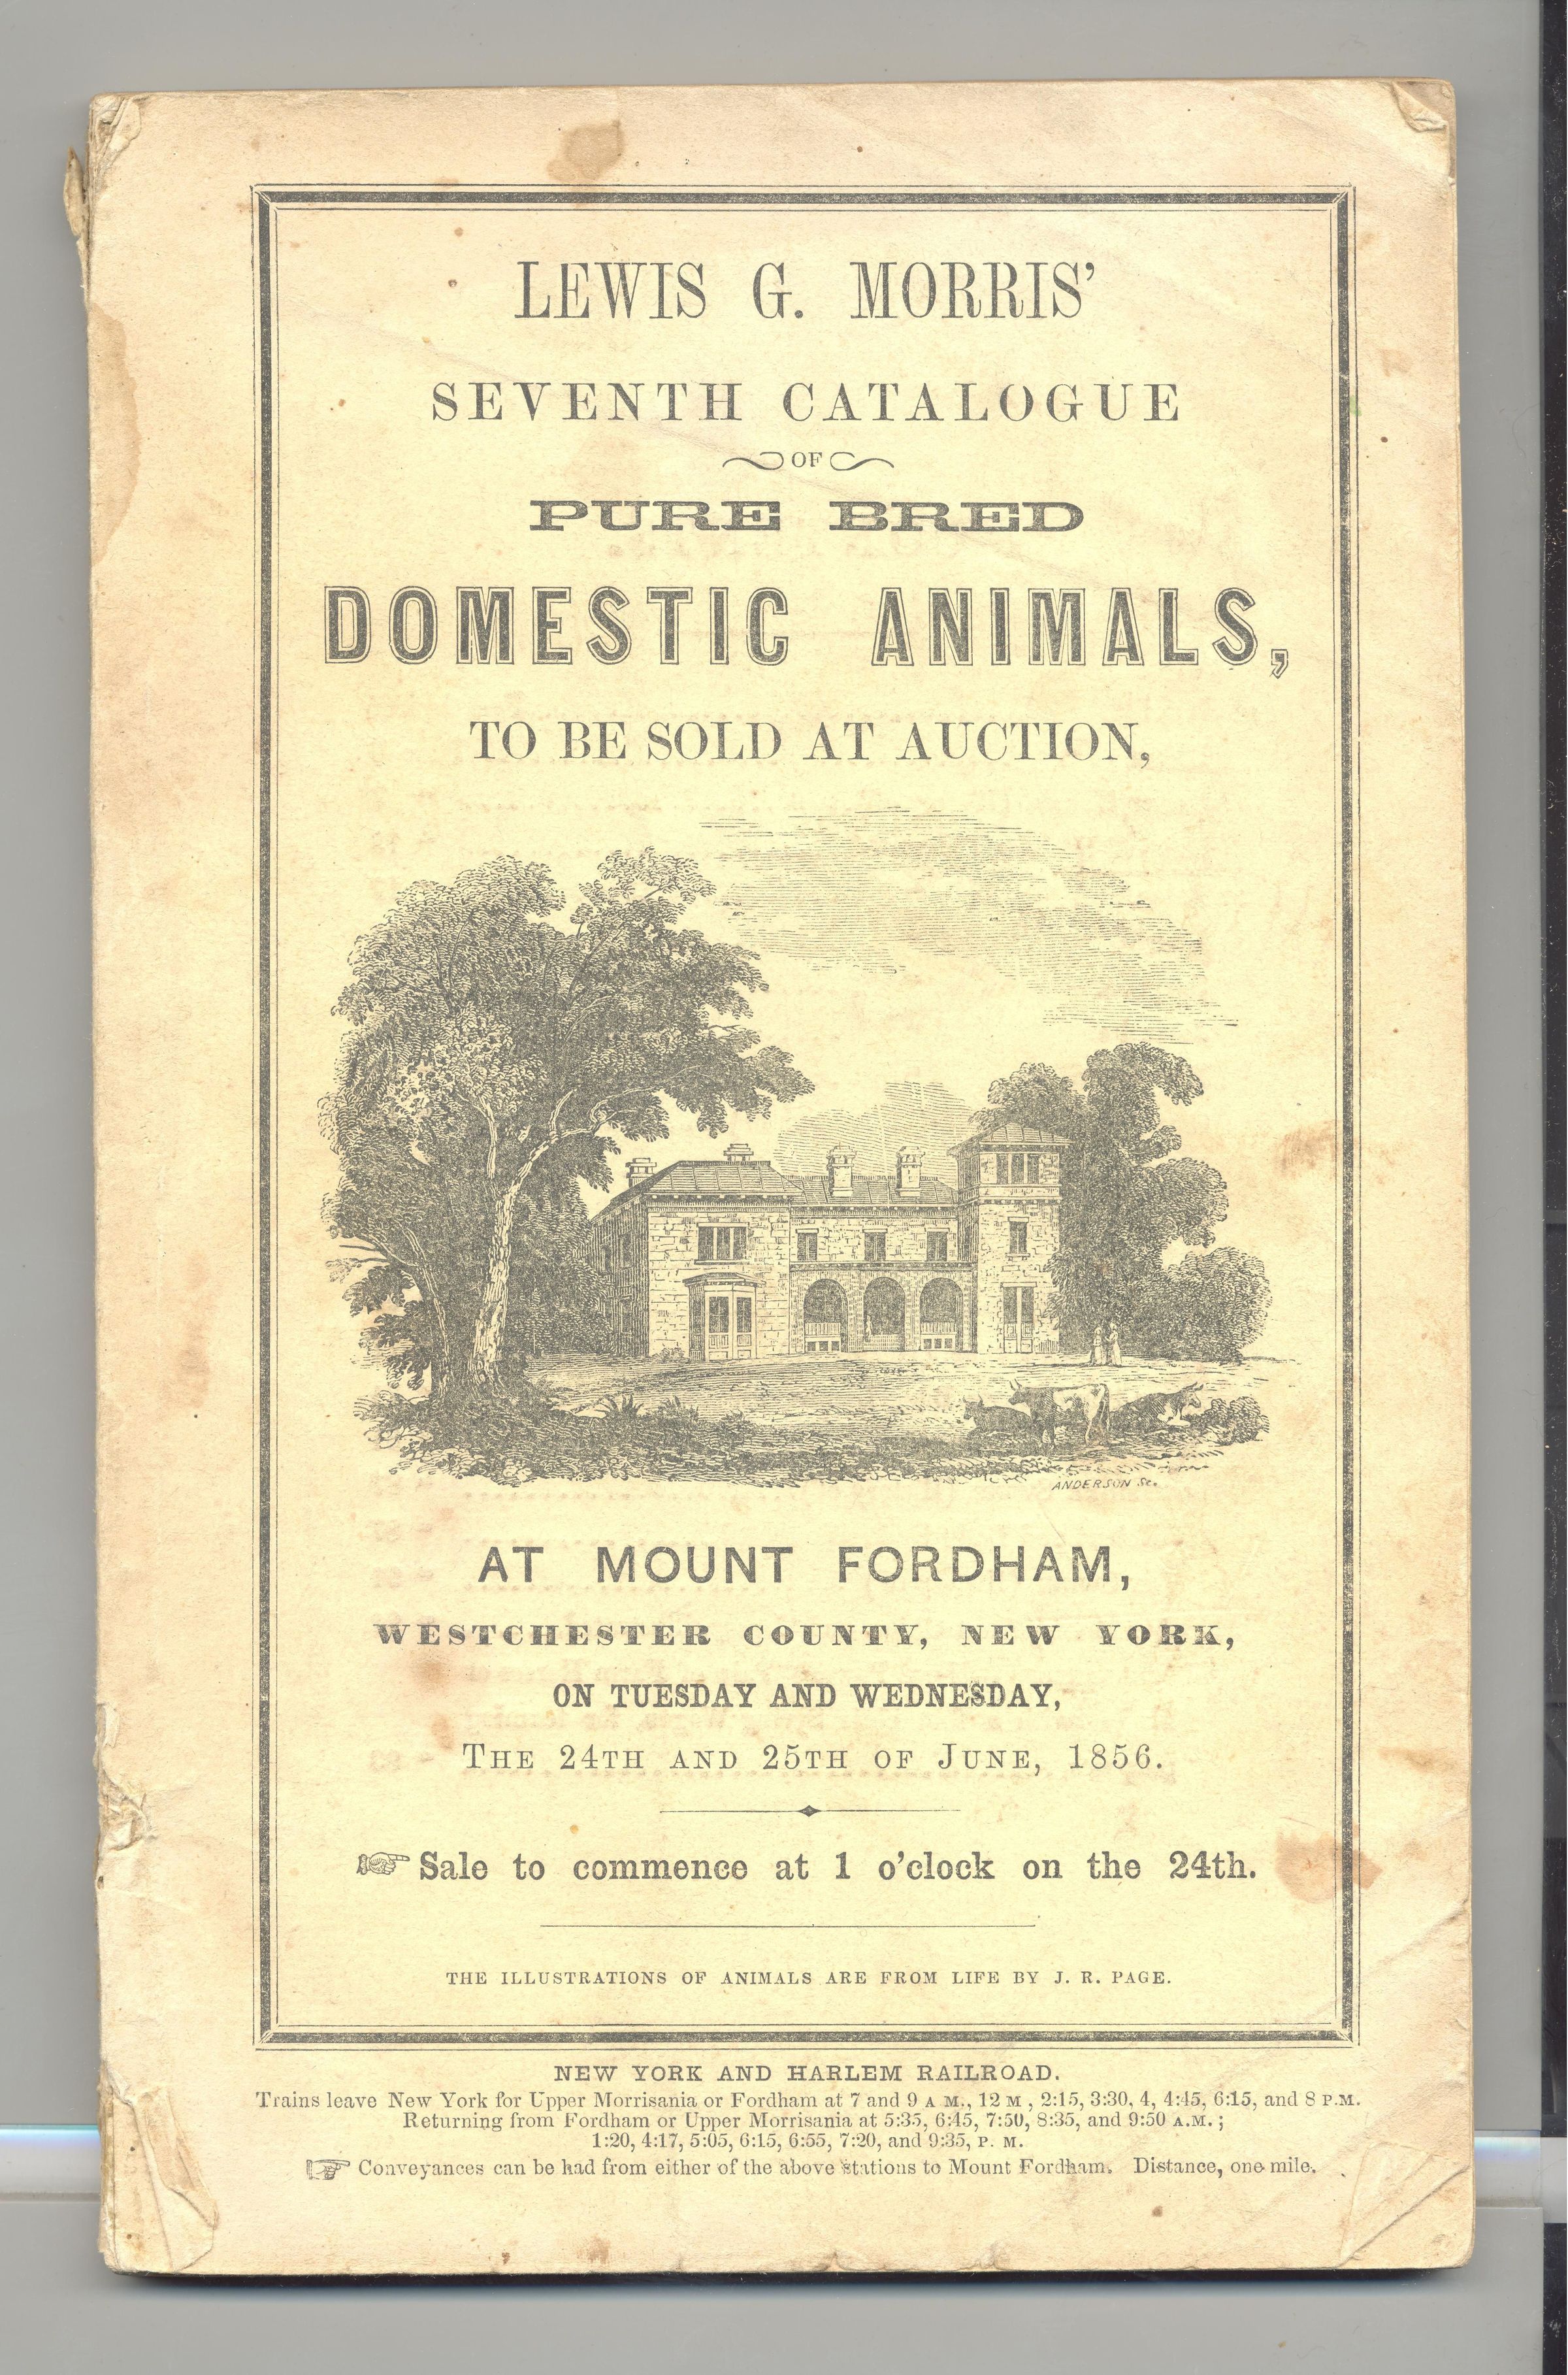 LEWIS G. MORRIS'
SEVENTH CATALOGUE
OF
PURE BRED
DOMESTIC ANIMALS,
TO BE SOLD AT AUCTION,
ANDERSON Sc.
AT MOUNT FORDHAM,
WESTCHESTER COUNTY, NEW YORK,
ON TUESDAY AND WEDNESDAY,
THE 24TH AND 25TH OF JUNE, 1856.
☞ Sale to commence at 1 o'clock on the 24th.
THE ILLUSTRATIONS OF ANIMALS ARE FROM LIFE BY J. R. PAGE.
NEW YORK AND HARLEM RAILROAD.
Trains leave New York for Upper Morrisania or Fordham at 7 and 9 A M., 12 M , 2:15, 3:30, 4, 4:45, 6:15, and 8 P.M.
Returning from Fordham or Upper Morrisania at 5:35, 6:45, 7:50, 8:35, and 9:50 A.M. ;
1:20, 4:17, 5:05, 6:15, 6:55, 7:20, and 9:35, P. M.
☞ Conveyances can be had from either of the above stations to Mount Fordham. Distance, one mile.